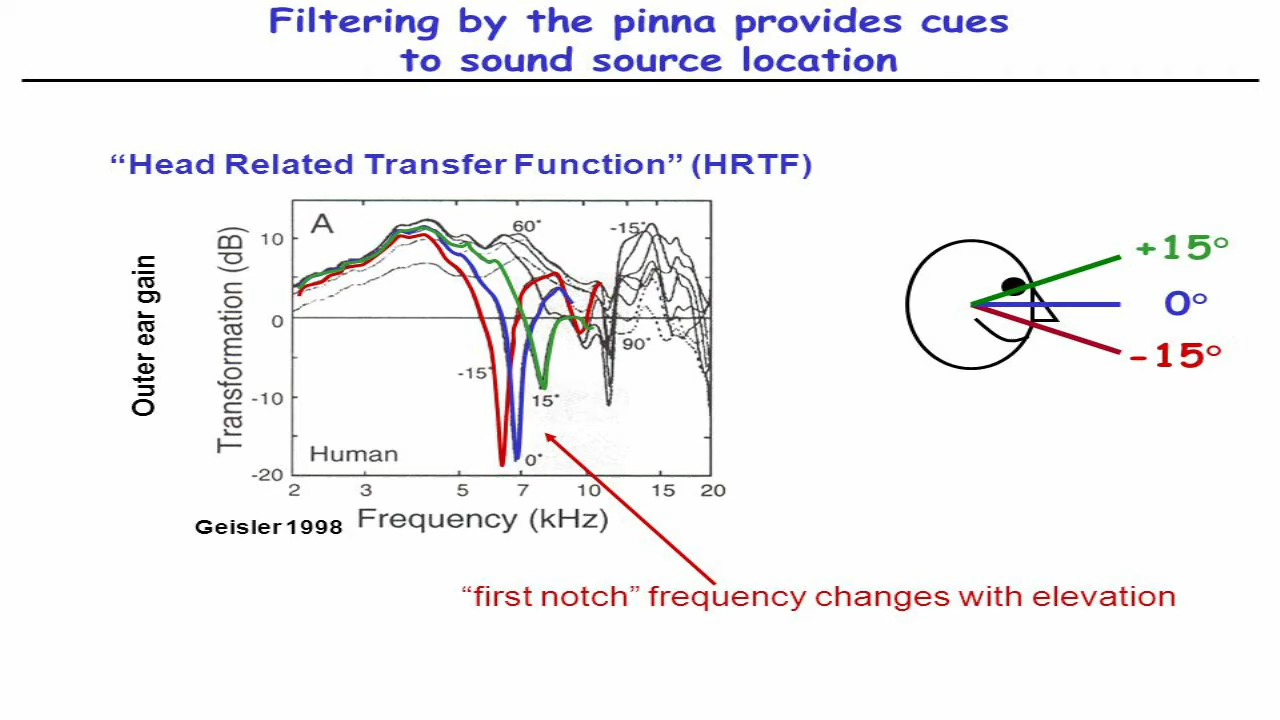 Filtering by the pinna provides cues
to sound source location
“Head Related Transfer Function” (HRTF)
A
60°
-15°
10
0
-10
-20
Transformation (dB)
Outer ear gain
90°
-15°
15°
0°
Human
2 3 5 7 10 15 20
Frequency (kHz)
Geisler 1998
+15°
0°
-15°
“first notch” frequency changes with elevation